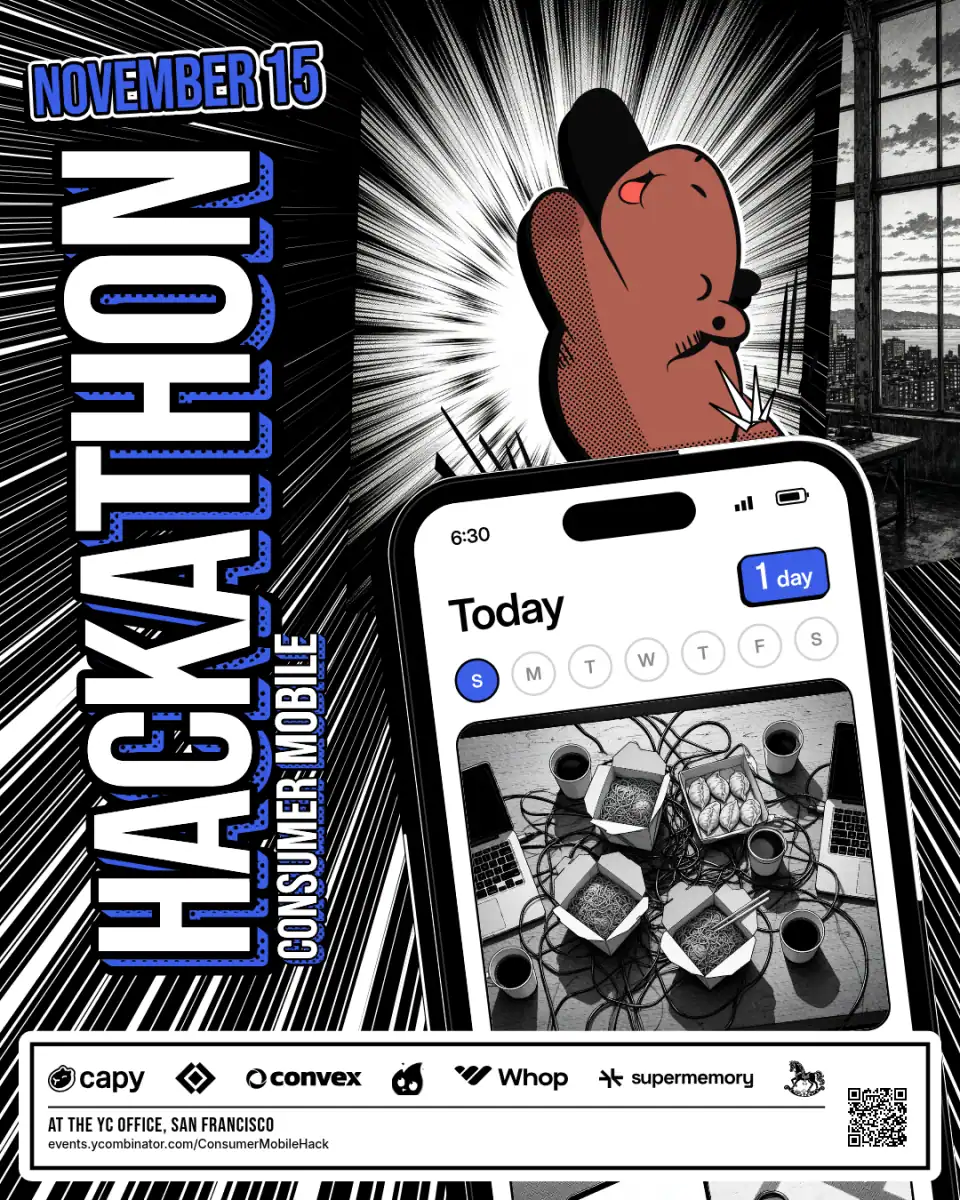 NOVEMBER 15
HACKATHON
CONSUMER MOBILE
6:30
1 day
Today
S M T W T F S
capy convex Whop supermemory
AT THE YC OFFICE, SAN FRANCISCO
events.ycombinator.com/ConsumerMobileHack